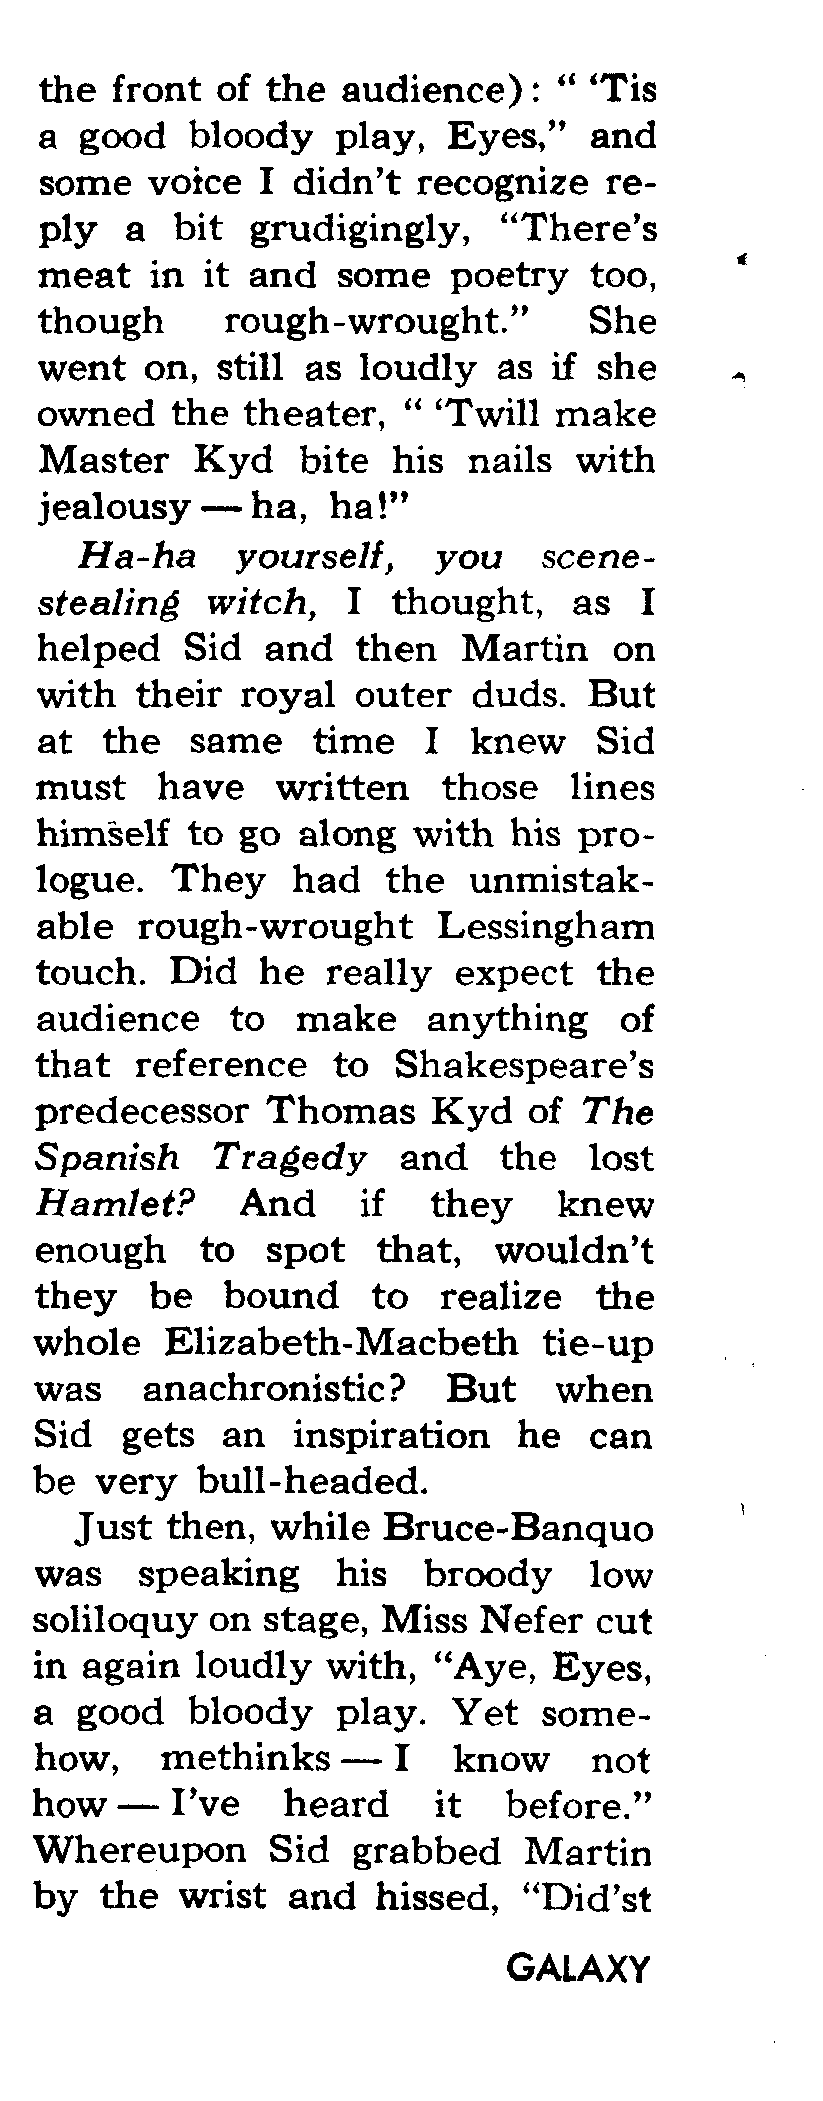 the front of the audience): “ ‘Tis
a good bloody play, Eyes,” and
some voice I didn’t recognize re-
ply a bit grudigingly, “There’s
meat in it and some poetry too,
though rough-wrought.” She
went on, still as loudly as if she
owned the theater, “ ‘Twill make
Master Kyd bite his nails with
jealousy — ha, ha!”
Ha-ha yourself, you scene-
stealing witch, I thought, as I
helped Sid and then Martin on
with their royal outer duds. But
at the same time I knew Sid
must have written those lines
himself to go along with his pro-
logue. They had the unmistak-
able rough-wrought Lessingham
touch. Did he really expect the
audience to make anything of
that reference to Shakespeare’s
predecessor Thomas Kyd of The
Spanish Tragedy and the lost
Hamlet? And if they knew
enough to spot that, wouldn’t
they be bound to realize the
whole Elizabeth-Macbeth tie-up
was anachronistic? But when
Sid gets an inspiration he can
be very bull-headed.
Just then, while Bruce-Banquo
was speaking his broody low
soliloquy on stage, Miss Nefer cut
in again loudly with, “Aye, Eyes,
a good bloody play. Yet some-
how, methinks — I know not
how — I’ve heard it before.”
Whereupon Sid grabbed Martin
by the wrist and hissed, “Did’st
GALAXY